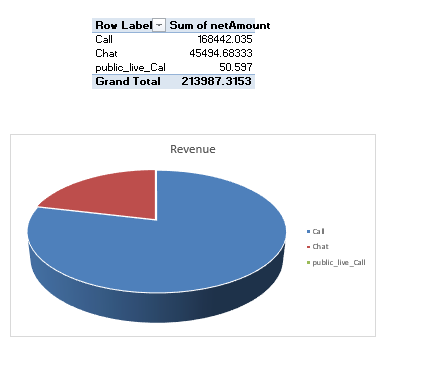 Row Label Sum of netAmount
Call 168442.035
Chat 45494.68333
public_live_Cal 50.597
Grand Total 213987.3153
Revenue
Call
Chat
public_live_Call